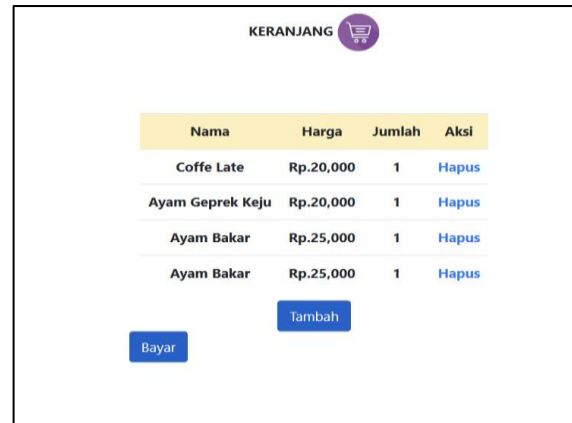 KERANJANG
Nama Harga Jumlah Aksi
Coffe Late Rp.20,000 1 Hapus
Ayam Geprek Keju Rp.20,000 1 Hapus
Ayam Bakar Rp.25,000 1 Hapus
Ayam Bakar Rp.25,000 1 Hapus
Tambah
Bayar